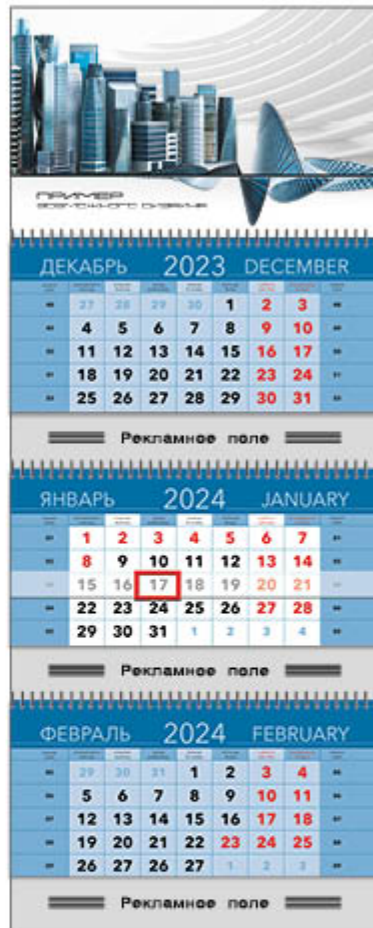 ПРИМЕР
ВОЗМОЖНОГО ДИЗАЙНА
ДЕКАБРЬ 2023 DECEMBER
27 28 29 30 1 2 3
4 5 6 7 8 9 10
11 12 13 14 15 16 17
18 19 20 21 22 23 24
25 26 27 28 29 30 31
Рекламное поле
ЯНВАРЬ 2024 JANUARY
1 2 3 4 5 6 7
8 9 10 11 12 13 14
15 16 17 18 19 20 21
22 23 24 25 26 27 28
29 30 31 1 2 3 4
Рекламное поле
ФЕВРАЛЬ 2024 FEBRUARY
29 30 31 1 2 3 4
5 6 7 8 9 10 11
12 13 14 15 16 17 18
19 20 21 22 23 24 25
26 27 26 27 1 2 3
Рекламное поле